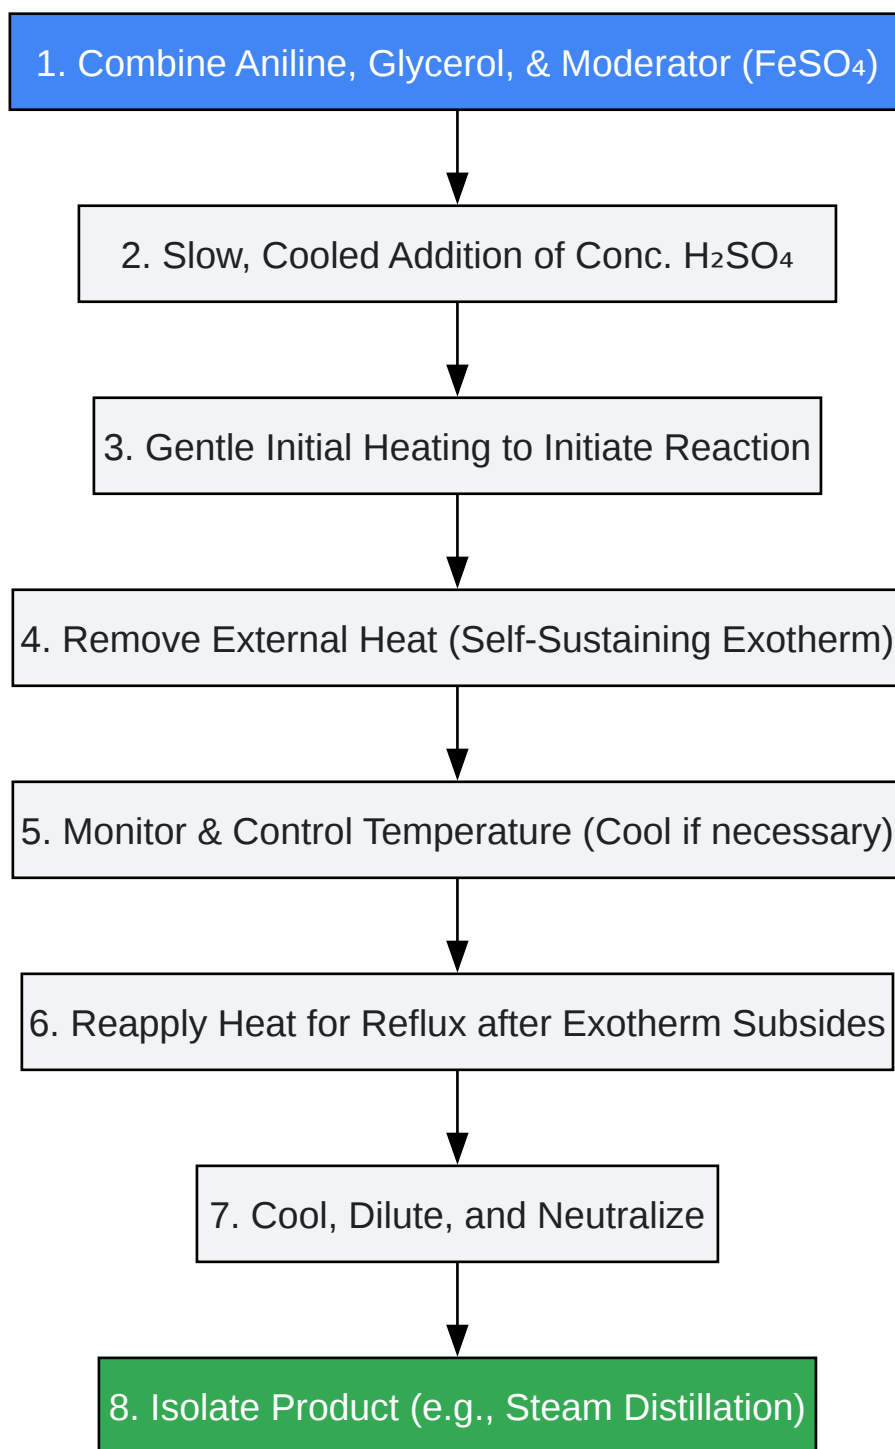 1. Combine Aniline, Glycerol, & Moderator (FeSO₄)
2. Slow, Cooled Addition of Conc. H₂SO₄
3. Gentle Initial Heating to Initiate Reaction
4. Remove External Heat (Self-Sustaining Exotherm)
5. Monitor & Control Temperature (Cool if necessary)
6. Reapply Heat for Reflux after Exotherm Subsides
7. Cool, Dilute, and Neutralize
8. Isolate Product (e.g., Steam Distillation)